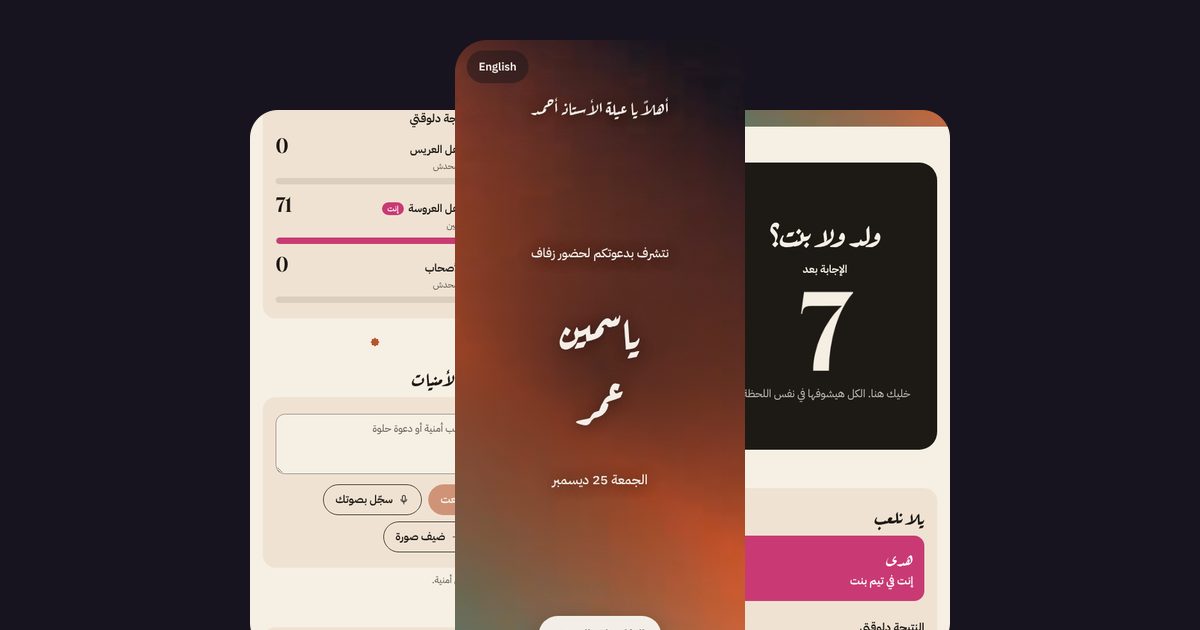 English
أهلاً يا عيلة الأستاذ أحمد
نتشرف بدعوتكم لحضور زفاف
ياسمين
عمر
الجمعة 25 ديسمبر
ولد ولا بنت؟
الإجابة بعد
7
خليك هنا. الكل هيشوفها في نفس اللحظة
يلا نلعب
هدى
إنت في تيم بنت
النتيجة دلوقتي
دلوقتي
العريس
0
71
العروسة
إنت
0
الأمنيات
أمنية أو دعوة حلوة
سجّل بصوتك
ضيف صورة
أمنية.